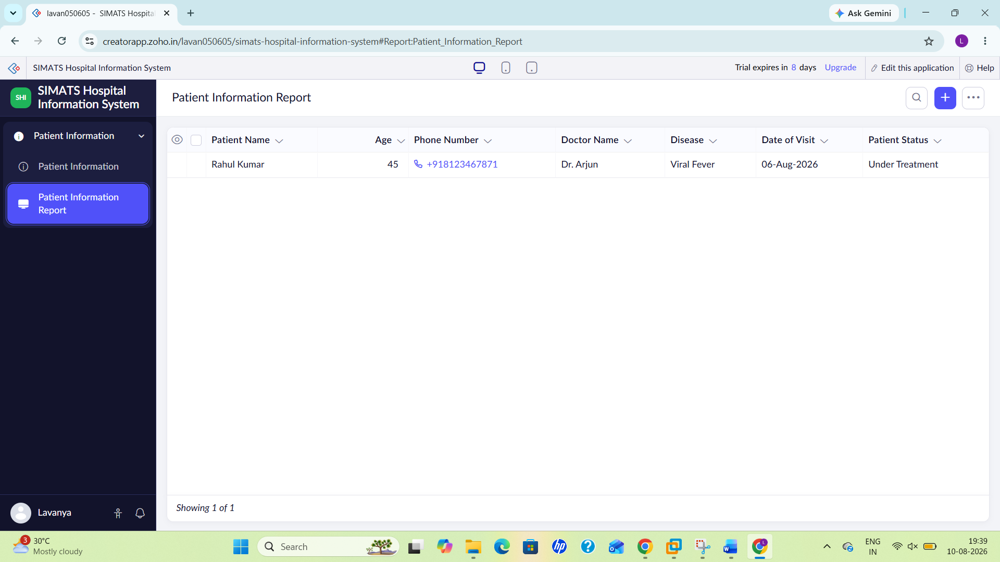 lavan050605 - SIMATS Hospital
Ask Gemini
creatorapp.zoho.in/lavan050605/simats-hospital-information-system#Report:Patient_Information_Report
L
SIMATS Hospital Information System
Trial expires in 8 days Upgrade
Edit this application
Help
SHI
SIMATS Hospital
Information System
Patient Information
Patient Information
Patient Information
Report
Patient Information Report
Patient Name Age Phone Number Doctor Name Disease Date of Visit Patient Status
Rahul Kumar 45 +918123467871 Dr. Arjun Viral Fever 06-Aug-2026 Under Treatment
Showing 1 of 1
Lavanya
3
30°C
Mostly cloudy
Search
hp
L
ENG
IN
19:39
10-08-2026